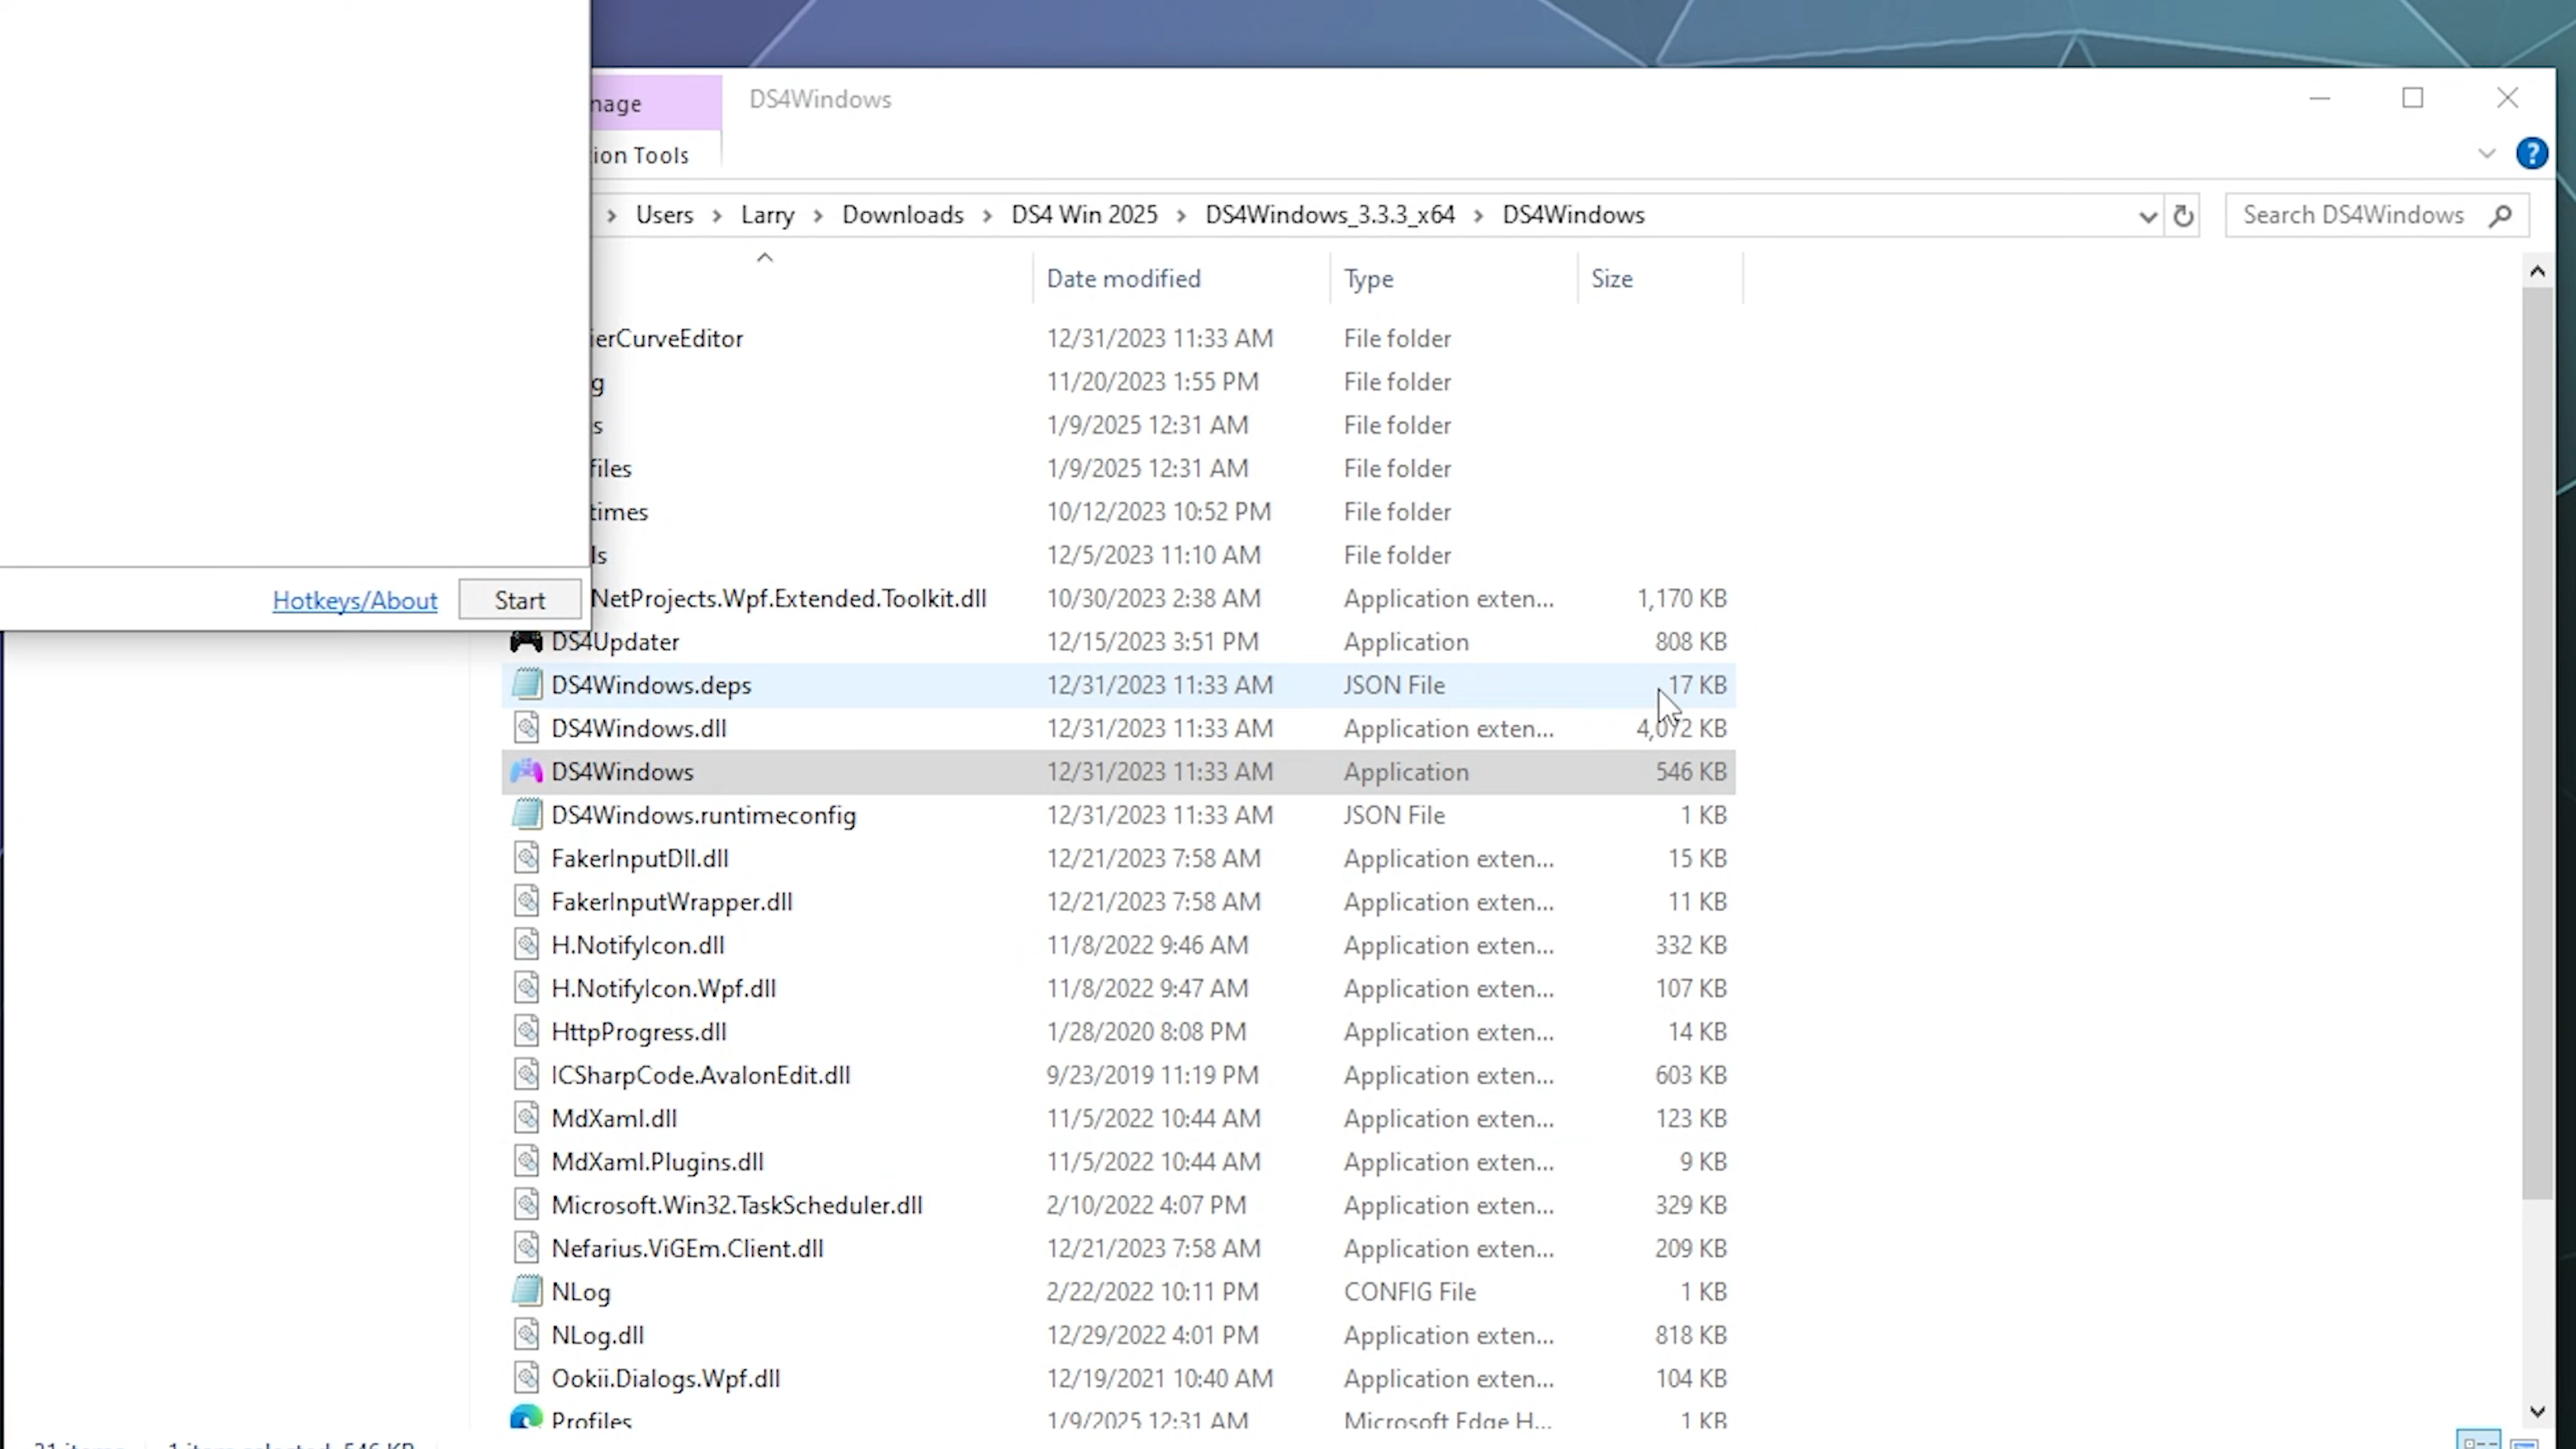 nage
DS4Windows
ion Tools
Users > Larry > Downloads > DS4 Win 2025 > DS4Windows_3.3.3_x64 > DS4Windows
Search DS4Windows
Date modified Type Size
ierCurveEditor 12/31/2023 11:33 AM File folder
g 11/20/2023 1:55 PM File folder
s 1/9/2025 12:31 AM File folder
files 1/9/2025 12:31 AM File folder
times 10/12/2023 10:52 PM File folder
ls 12/5/2023 11:10 AM File folder
Hotkeys/About Start
NetProjects.Wpf.Extended.Toolkit.dll 10/30/2023 2:38 AM Application exten... 1,170 KB
DS4Updater 12/15/2023 3:51 PM Application 808 KB
DS4Windows.deps 12/31/2023 11:33 AM JSON File 17 KB
DS4Windows.dll 12/31/2023 11:33 AM Application exten... 4,072 KB
DS4Windows 12/31/2023 11:33 AM Application 546 KB
DS4Windows.runtimeconfig 12/31/2023 11:33 AM JSON File 1 KB
FakerInputDll.dll 12/21/2023 7:58 AM Application exten... 15 KB
FakerInputWrapper.dll 12/21/2023 7:58 AM Application exten... 11 KB
H.NotifyIcon.dll 11/8/2022 9:46 AM Application exten... 332 KB
H.NotifyIcon.Wpf.dll 11/8/2022 9:47 AM Application exten... 107 KB
HttpProgress.dll 1/28/2020 8:08 PM Application exten... 14 KB
ICSharpCode.AvalonEdit.dll 9/23/2019 11:19 PM Application exten... 603 KB
MdXaml.dll 11/5/2022 10:44 AM Application exten... 123 KB
MdXaml.Plugins.dll 11/5/2022 10:44 AM Application exten... 9 KB
Microsoft.Win32.TaskScheduler.dll 2/10/2022 4:07 PM Application exten... 329 KB
Nefarius.ViGEm.Client.dll 12/21/2023 7:58 AM Application exten... 209 KB
NLog 2/22/2022 10:11 PM CONFIG File 1 KB
NLog.dll 12/29/2022 4:01 PM Application exten... 818 KB
Ookii.Dialogs.Wpf.dll 12/19/2021 10:40 AM Application exten... 104 KB
Profiles 1/9/2025 12:31 AM Microsoft Edge H... 1 KB
31 items 1 item selected 546 KB